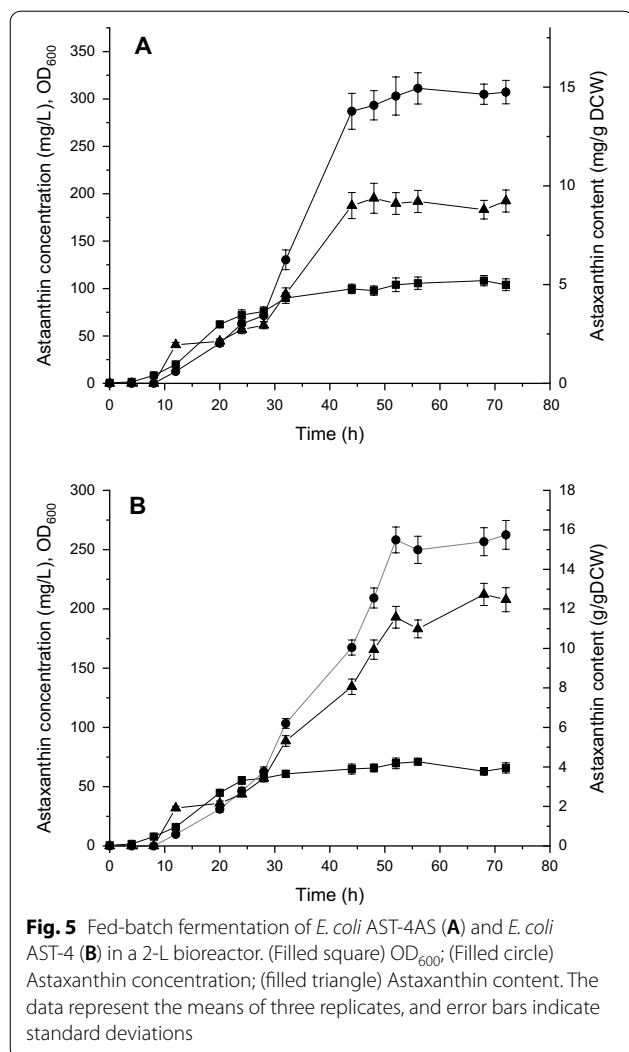 A
Astaanthin concentration (mg/L), OD600
350
300
250
200
150
100
50
0
Astaxanthin content (mg/g DCW)
15
10
5
0
0 10 20 30 40 50 60 70 80
Time (h)
B
Astaxanthin concentration (mg/L), OD600
300
250
200
150
100
50
0
Astaxanthin content (g/gDCW)
18
16
14
12
10
8
6
4
2
0
0 10 20 30 40 50 60 70 80
Time (h)
Fig. 5 Fed-batch fermentation of E. coli AST-4AS (A) and E. coli
AST-4 (B) in a 2-L bioreactor. (Filled square) OD600; (Filled circle)
Astaxanthin concentration; (filled triangle) Astaxanthin content. The
data represent the means of three replicates, and error bars indicate
standard deviations